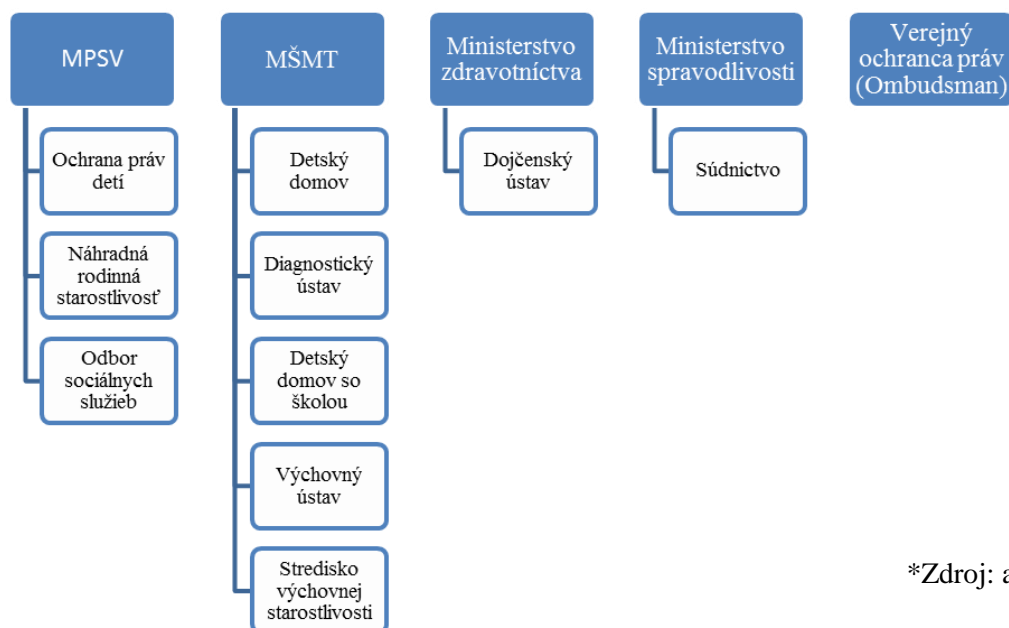 MPSV
Ochrana práv
detí
Náhradná
rodinná
starostlivosť
Odbor
sociálnych
služieb
MŠMT
Detský
domov
Diagnostický
ústav
Detský
domov so
školou
Výchovný
ústav
Stredisko
výchovnej
starostlivosti
Ministerstvo
zdravotníctva
Dojčenský
ústav
Ministerstvo
spravodlivosti
Súdnictvo
Verejný
ochranca práv
(Ombudsman)
*Zdroj: a